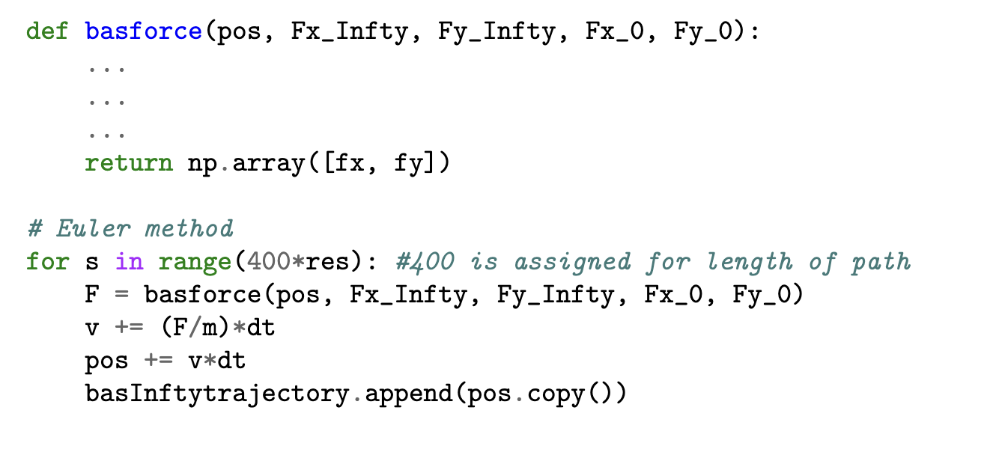 def basforce(pos, Fx_Infty, Fy_Infty, Fx_0, Fy_0):
    ...
    ...
    ...
    return np.array([fx, fy])

# Euler method
for s in range(400*res): #400 is assigned for length of path
    F = basforce(pos, Fx_Infty, Fy_Infty, Fx_0, Fy_0)
    v += (F/m)*dt
    pos += v*dt
    basInftytrajectory.append(pos.copy())